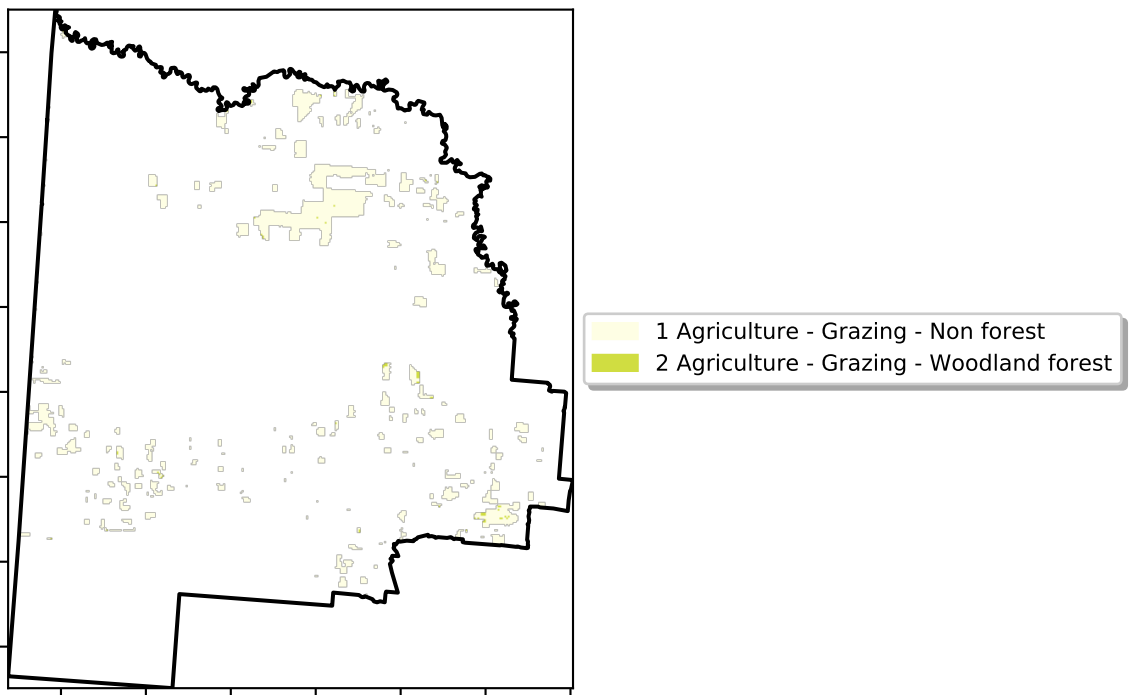 1 Agriculture - Grazing - Non forest
2 Agriculture - Grazing - Woodland forest